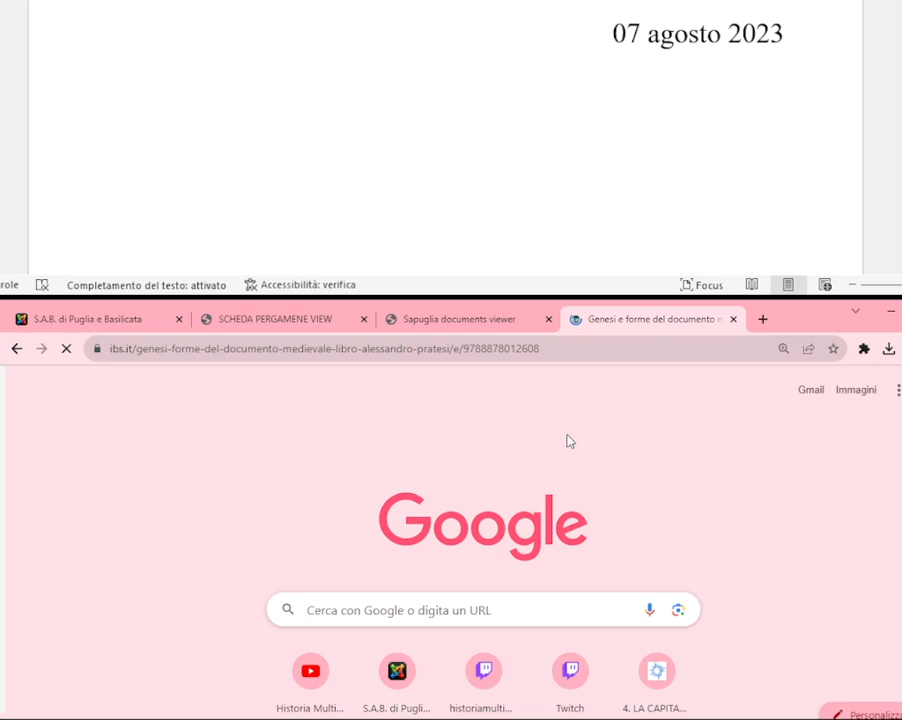 07 agosto 2023
Completamento del testo: attivato
Accessibilità: verifica
Focus
S.A.B. di Puglia e Basilicata
SCHEDA PERGAMENE VIEW
Sapuglia documents viewer
Genesi e forme del documento
ibs.it/genesi-forme-del-documento-medievale-libro-alessandro-pratesi/e/9788878012608
Gmail
Immagini
Google
Cerca con Google o digita un URL
Historia Multi...
S.A.B. di Pugli...
historiamulti...
Twitch
4. LA CAPITA...